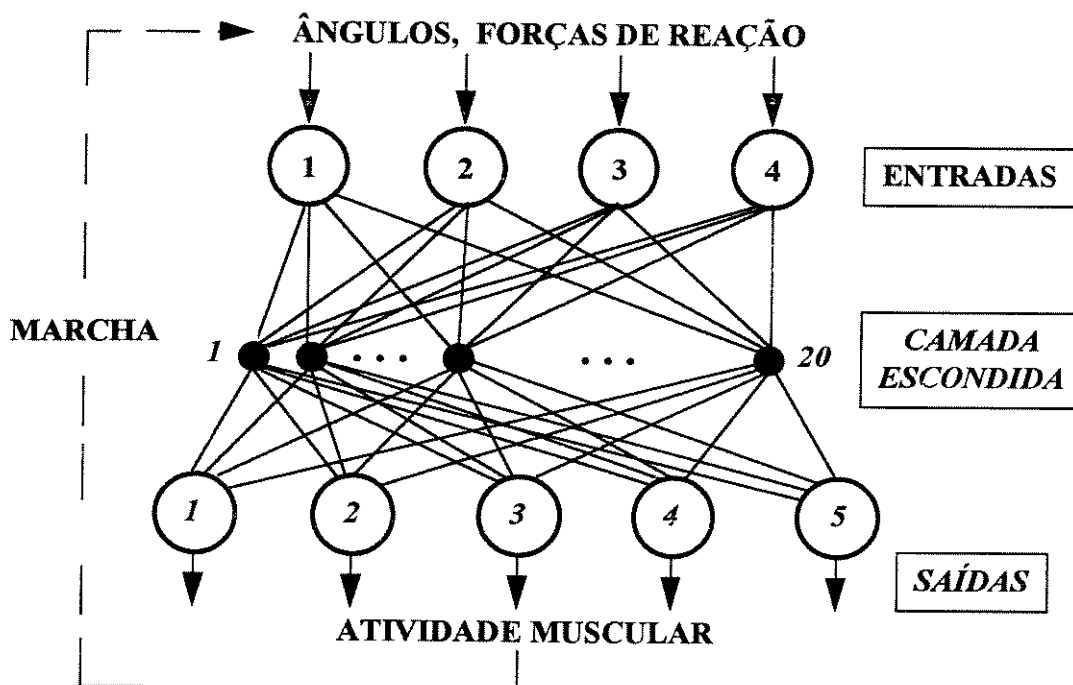 ÂNGULOS, FORÇAS DE REAÇÃO
1 2 3 4
ENTRADAS
MARCHA
1 ... ... 20
CAMADA
ESCONDIDA
1 2 3 4 5
SAÍDAS
ATIVIDADE MUSCULAR